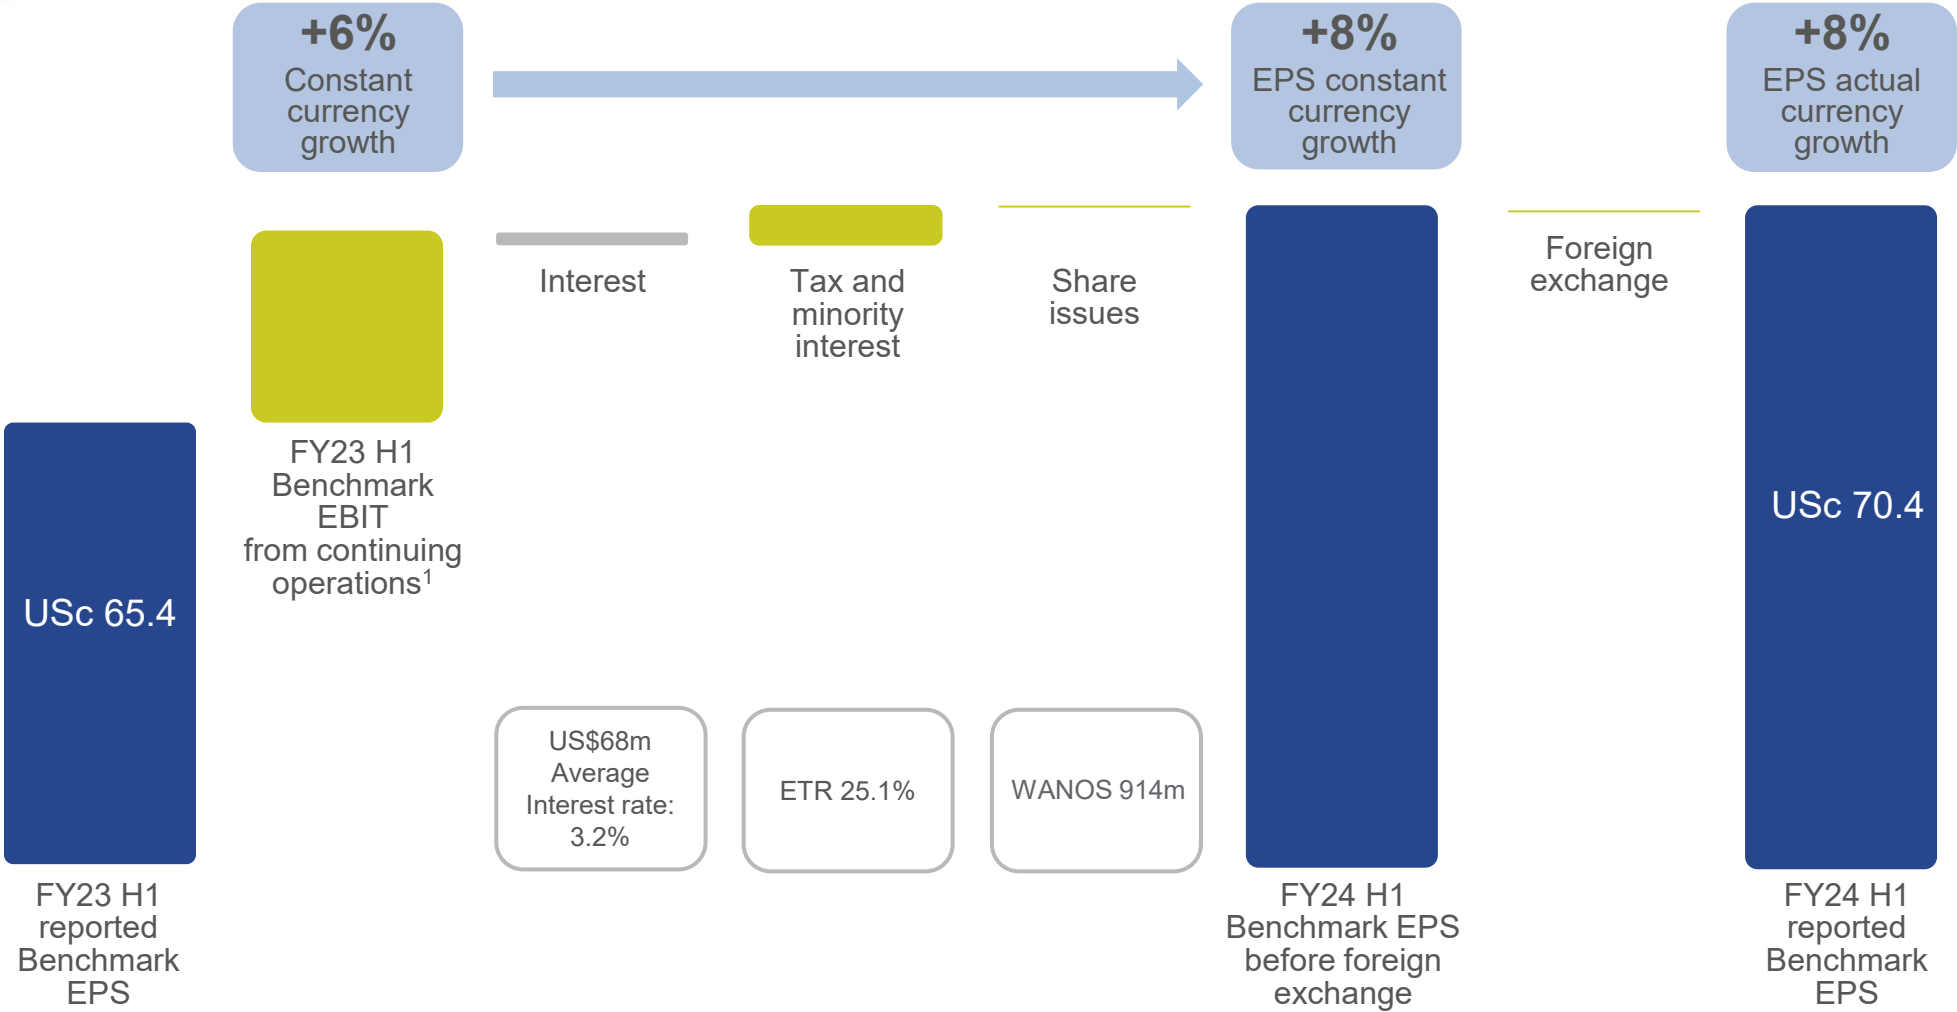 +6%
Constant
currency
growth
+8%
EPS constant
currency
growth
+8%
EPS actual
currency
growth
Interest
Tax and
minority
interest
Share
issues
Foreign
exchange
FY23 H1
Benchmark
EBIT
from continuing
operations1
USc 65.4
USc 70.4
US$68m
Average
Interest rate:
3.2%
ETR 25.1%
WANOS 914m
FY23 H1
reported
Benchmark
EPS
FY24 H1
Benchmark EPS
before foreign
exchange
FY24 H1
reported
Benchmark
EPS